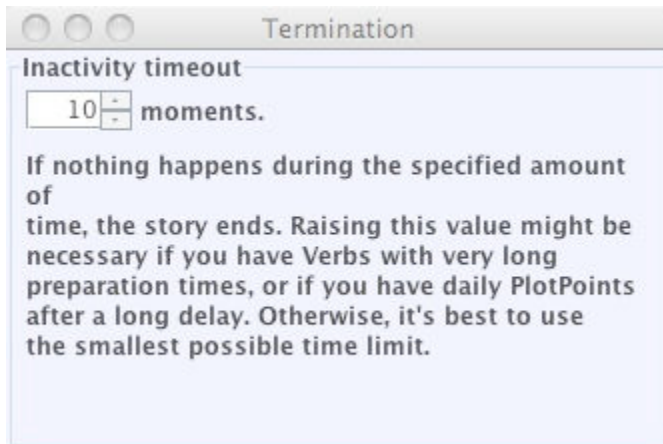 Termination
Inactivity timeout
10 moments.
If nothing happens during the specified amount
of
time, the story ends. Raising this value might be
necessary if you have Verbs with very long
preparation times, or if you have daily PlotPoints
after a long delay. Otherwise, it's best to use
the smallest possible time limit.